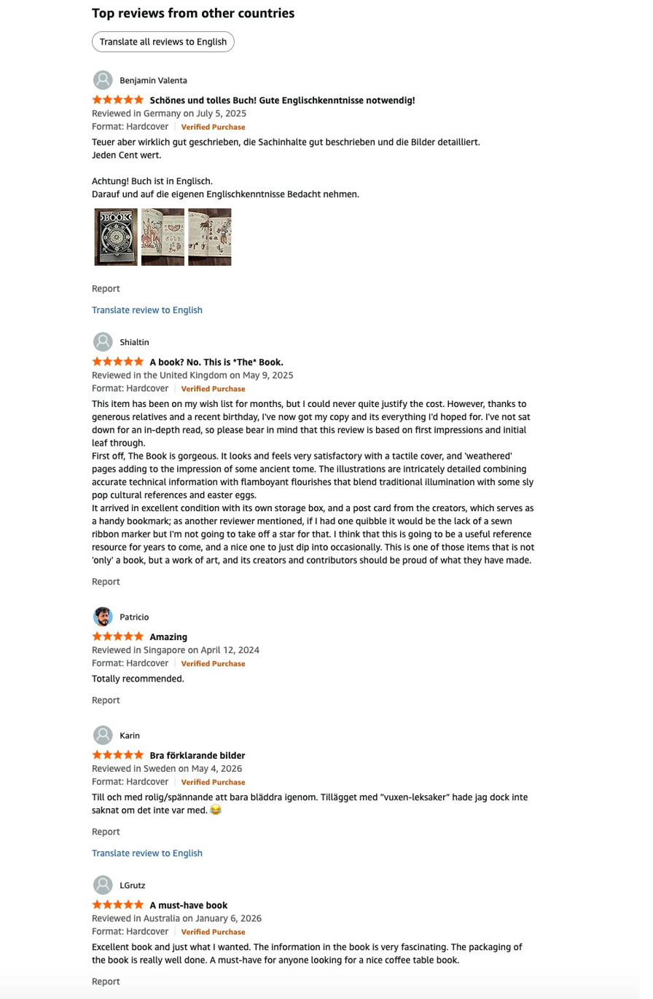 Top reviews from other countries
Translate all reviews to English
Benjamin Valenta
Schönes und tolles Buch! Gute Englischkenntnisse notwendig!
Reviewed in Germany on July 5, 2025
Format: Hardcover | Verified Purchase
Teuer aber wirklich gut geschrieben, die Sachinhalte gut beschrieben und die Bilder detailliert.
Jeden Cent wert.
Achtung! Buch ist in Englisch.
Darauf und auf die eigenen Englischkenntnisse Bedacht nehmen.
BOOK
Report
Translate review to English
Shialtin
A book? No. This is *The* Book.
Reviewed in the United Kingdom on May 9, 2025
Format: Hardcover | Verified Purchase
This item has been on my wish list for months, but I could never quite justify the cost. However, thanks to
generous relatives and a recent birthday, I've now got my copy and its everything I'd hoped for. I've not sat
down for an in-depth read, so please bear in mind that this review is based on first impressions and initial
leaf through.
First off, The Book is gorgeous. It looks and feels very satisfactory with a tactile cover, and 'weathered'
pages adding to the impression of some ancient tome. The illustrations are intricately detailed combining
accurate technical information with flamboyant flourishes that blend traditional illumination with some sly
pop cultural references and easter eggs.
It arrived in excellent condition with its own storage box, and a post card from the creators, which serves as
a handy bookmark; as another reviewer mentioned, if I had one quibble it would be the lack of a sewn
ribbon marker but I'm not going to take off a star for that. I think that this is going to be a useful reference
resource for years to come, and a nice one to just dip into occasionally. This is one of those items that is not
'only' a book, but a work of art, and its creators and contributors should be proud of what they have made.
Report
Patricio
Amazing
Reviewed in Singapore on April 12, 2024
Format: Hardcover | Verified Purchase
Totally recommended.
Report
Karin
Bra förklarande bilder
Reviewed in Sweden on May 4, 2026
Format: Hardcover | Verified Purchase
Till och med rolig/spännande att bara bläddra igenom. Tillägget med ”vuxen-leksaker” hade jag dock inte
saknat om det inte var med. 😂
Report
Translate review to English
LGrutz
A must-have book
Reviewed in Australia on January 6, 2026
Format: Hardcover | Verified Purchase
Excellent book and just what I wanted. The information in the book is very fascinating. The packaging of
the book is really well done. A must-have for anyone looking for a nice coffee table book.
Report